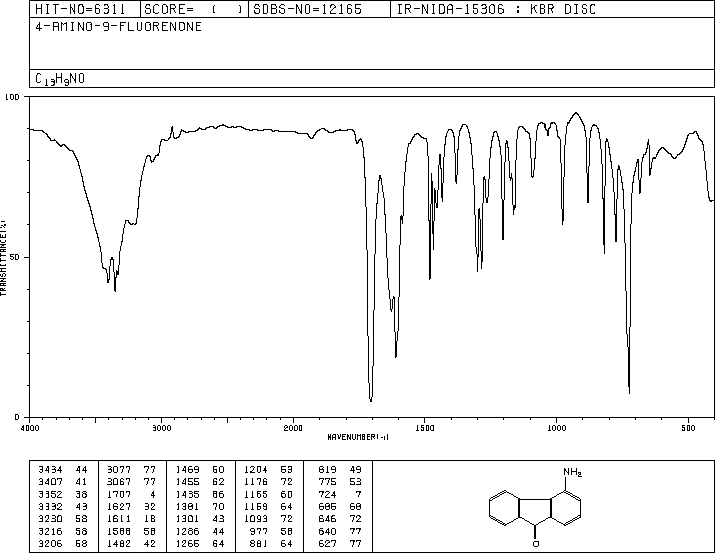 HIT-NO=6311 SCORE= ( ) SDBS-NO=12165 IR-NIDA-15306 : KBR DISC
4-AMINO-9-FLUORENONE
C13H9NO
100
50
0
TRANSMITTANCE(%)
4000 3000 2000 1500 1000 500
WAVENUMBER(-1)
3434 44 3077 77 1469 50 1204 53 819 49
3407 41 3067 77 1455 62 1176 72 775 53
3352 38 1707 4 1435 66 1165 60 724 7
3332 43 1627 32 1381 70 1159 64 685 68
3230 58 1611 18 1301 43 1093 72 646 72
3216 58 1588 58 1286 44 977 58 640 77
3206 58 1482 42 1265 64 881 64 627 77
NH2
O